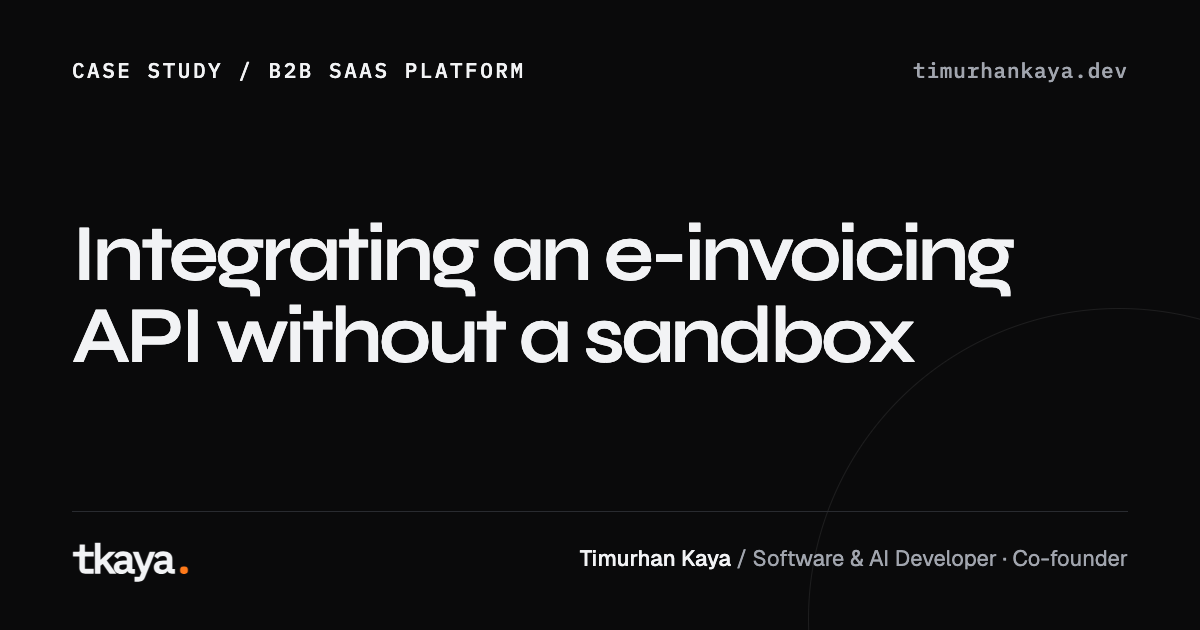 CASE STUDY / B2B SAAS PLATFORM
timurhankaya.dev
Integrating an e-invoicing
API without a sandbox
tkaya.
Timurhan Kaya / Software & AI Developer · Co-founder